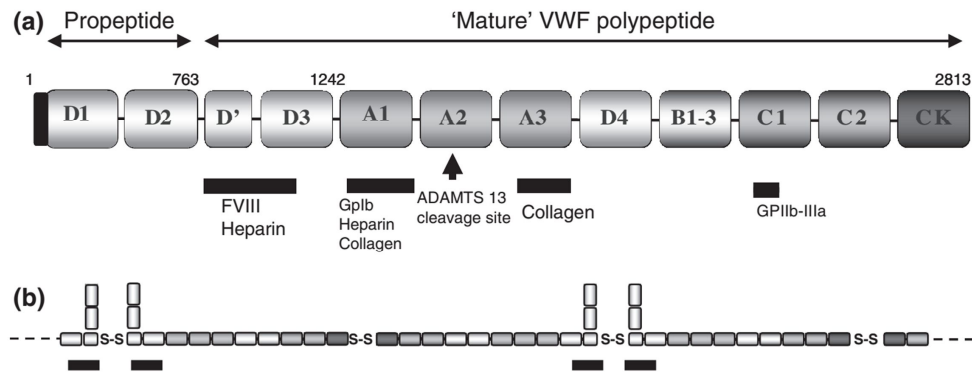 (a)
Propeptide
‘Mature’ VWF polypeptide
1 763 1242 2813
D1 D2 D’ D3 A1 A2 A3 D4 B1-3 C1 C2 CK
FVIII
Heparin
GpIb
Heparin
Collagen
ADAMTS 13
cleavage site
Collagen
GPIIb-IIIa
(b)
S-S S-S S-S S-S S-S